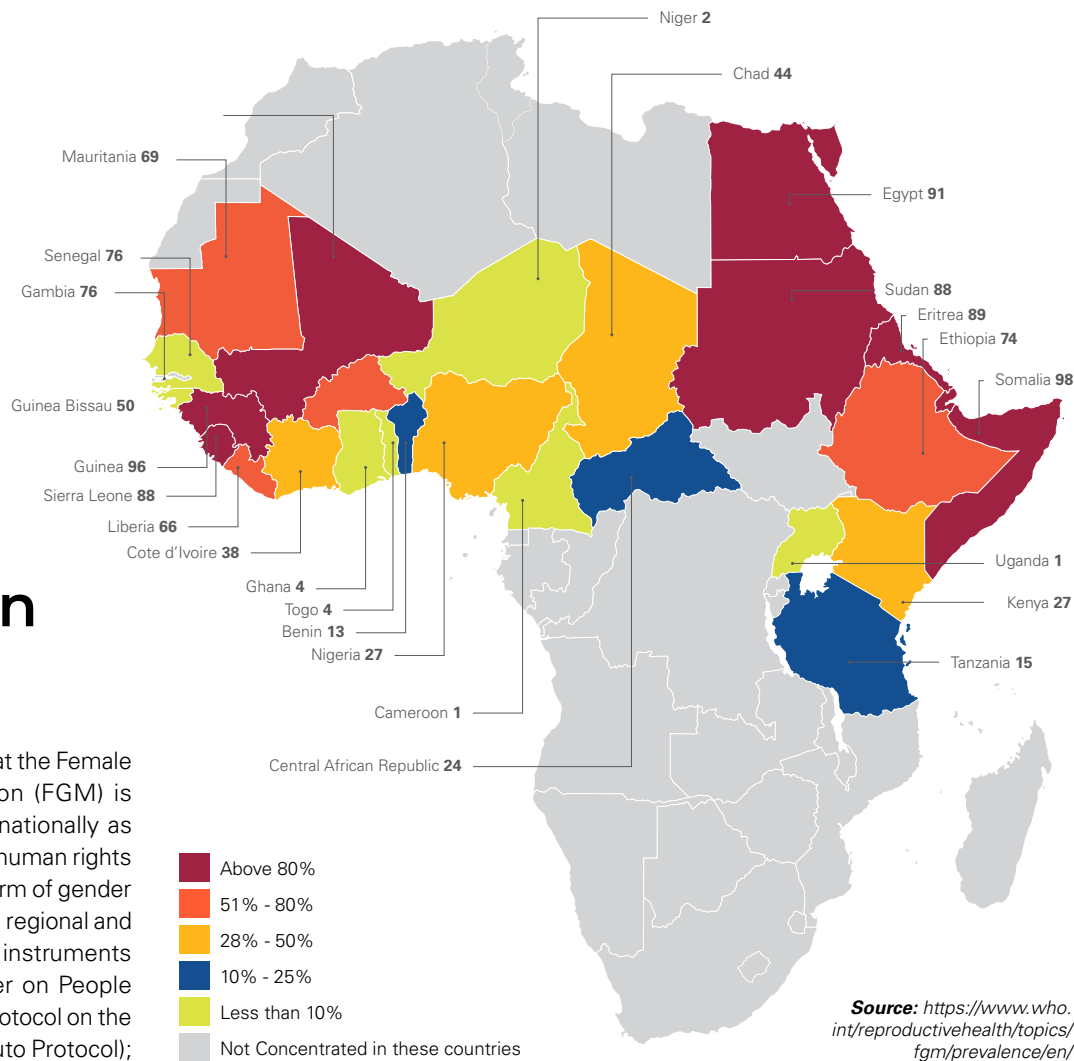 Niger 2
Chad 44
Mauritania 69
Egypt 91
Senegal 76
Sudan 88
Gambia 76
Eritrea 89
Ethiopia 74
Somalia 98
Guinea Bissau 50
Guinea 96
Sierra Leone 88
Liberia 66
Cote d’Ivoire 38
Uganda 1
Ghana 4
Togo 4
Kenya 27
Benin 13
Nigeria 27
Tanzania 15
Cameroon 1
Central African Republic 24
n
at the Female
on (FGM) is
nationally as
human rights
rm of gender
regional and
instruments
er on People
otocol on the
uto Protocol);
Above 80%
51% - 80%
28% - 50%
10% - 25%
Less than 10%
Not Concentrated in these countries
Source: https://www.who.
int/reproductivehealth/topics/
fgm/prevalence/en/